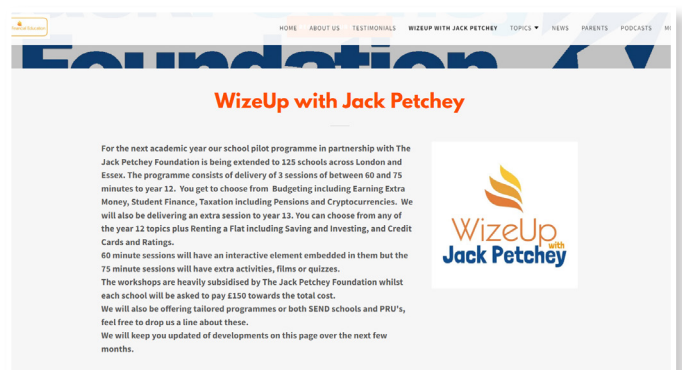 Financial Education
HOME ABOUT US TESTIMONIALS WIZEUP WITH JACK PETCHEY TOPICS NEWS PARENTS PODCASTS
Foundation
WizeUp with Jack Petchey
For the next academic year our school pilot programme in partnership with The
Jack Petchey Foundation is being extended to 125 schools across London and
Essex. The programme consists of delivery of 3 sessions of between 60 and 75
minutes to year 12. You get to choose from Budgeting including Earning Extra
Money, Student Finance, Taxation including Pensions and Cryptocurrencies. We
will also be delivering an extra session to year 13. You can choose from any of
the year 12 topics plus Renting a Flat including Saving and Investing, and Credit
Cards and Ratings.
60 minute sessions will have an interactive element embedded in them but the
75 minute sessions will have extra activities, films or quizzes.
The workshops are heavily subsidised by The Jack Petchey Foundation whilst
each school will be asked to pay £150 towards the total cost.
We will also be offering tailored programmes or both SEND schools and PRU's,
feel free to drop us a line about these.
We will keep you updated of developments on this page over the next few
months.
WizeUp
with
Jack Petchey